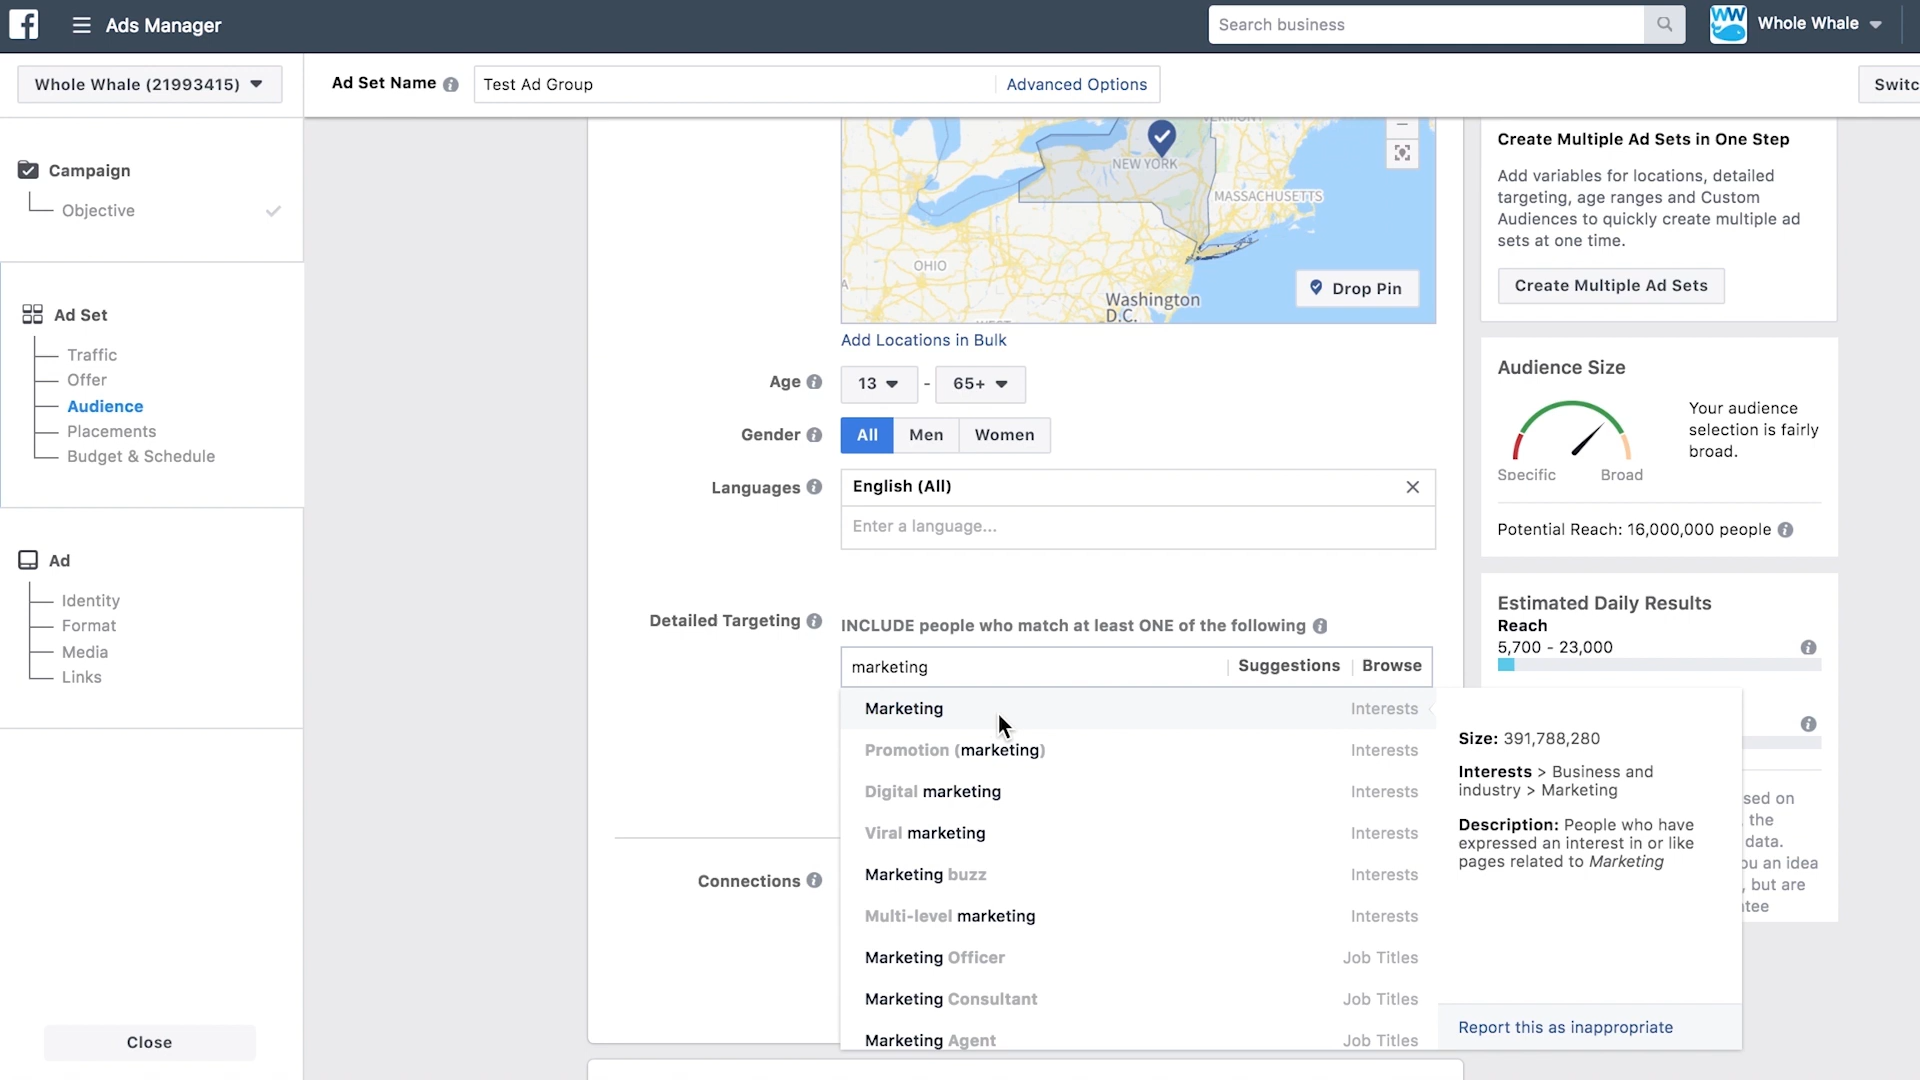 Ads Manager
Search business
WW
Whole Whale
Whole Whale (21993415)
Ad Set Name
Test Ad Group
Advanced Options
Switc
Campaign
Objective
Ad Set
Traffic
Offer
Audience
Placements
Budget & Schedule
Ad
Identity
Format
Media
Links
Close
VERMONT
NEW YORK
MASSACHUSETTS
OHIO
Washington
D.C.
Drop Pin
Add Locations in Bulk
Age
13
-
65+
Gender
All
Men
Women
Languages
English (All)
Enter a language...
Detailed Targeting
INCLUDE people who match at least ONE of the following
marketing
Suggestions
Browse
Marketing Interests
Promotion (marketing) Interests
Digital marketing Interests
Viral marketing Interests
Marketing buzz Interests
Multi-level marketing Interests
Marketing Officer Job Titles
Marketing Consultant Job Titles
Marketing Agent Job Titles
Connections
Size: 391,788,280
Interests > Business and
industry > Marketing
Description: People who have
expressed an interest in or like
pages related to Marketing
Report this as inappropriate
Create Multiple Ad Sets in One Step
Add variables for locations, detailed
targeting, age ranges and Custom
Audiences to quickly create multiple ad
sets at one time.
Create Multiple Ad Sets
Audience Size
Your audience
selection is fairly
broad.
Specific
Broad
Potential Reach: 16,000,000 people
Estimated Daily Results
Reach
5,700 - 23,000
sed on
the
data.
ou an idea
, but are
ntee